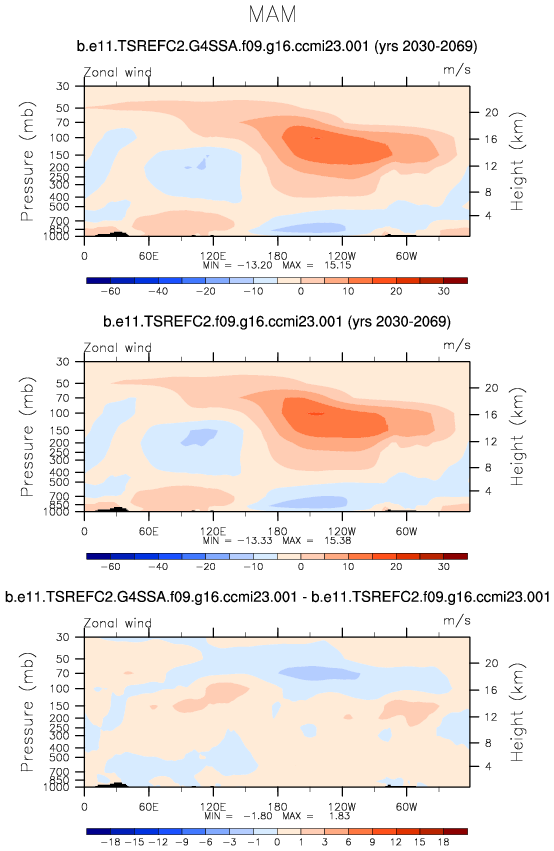 MAM
b.e11.TSREFC2.G4SSA.f09.g16.ccmi23.001 (yrs 2030-2069)
Zonal wind m/s
30
50
70
100
150
200
250
300
400
500
700
850
1000
Pressure (mb)
20
16
12
8
4
Height (km)
0 60E 120E 180 120W 60W
MIN = -13.20 MAX = 15.15
-60 -40 -20 -10 0 10 20 30
b.e11.TSREFC2.f09.g16.ccmi23.001 (yrs 2030-2069)
Zonal wind m/s
30
50
70
100
150
200
250
300
400
500
700
850
1000
Pressure (mb)
20
16
12
8
4
Height (km)
0 60E 120E 180 120W 60W
MIN = -13.33 MAX = 15.38
-60 -40 -20 -10 0 10 20 30
b.e11.TSREFC2.G4SSA.f09.g16.ccmi23.001 - b.e11.TSREFC2.f09.g16.ccmi23.001
Zonal wind m/s
30
50
70
100
150
200
250
300
400
500
700
850
1000
Pressure (mb)
20
16
12
8
4
Height (km)
0 60E 120E 180 120W 60W
MIN = -1.80 MAX = 1.83
-18 -15 -12 -9 -6 -3 -1 0 1 3 6 9 12 15 18